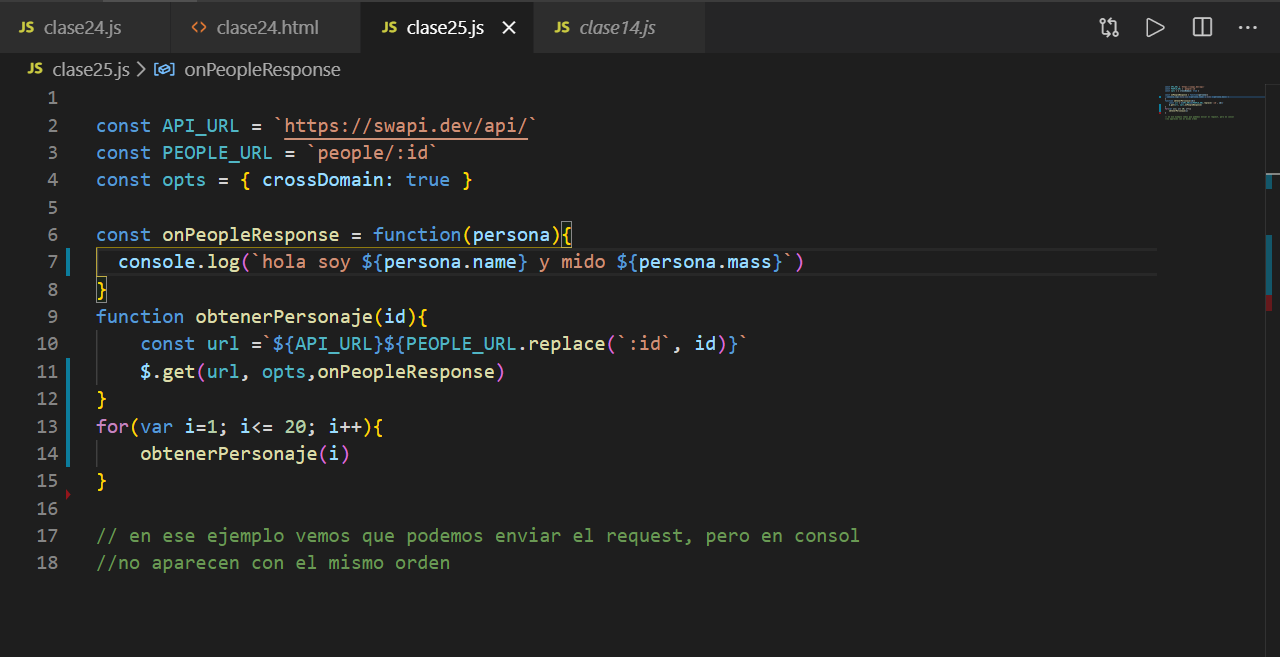 JS clase24.js <> clase24.html JS clase25.js × JS clase14.js ...
JS clase25.js > onPeopleResponse
1
2 const API_URL = `https://swapi.dev/api/`
3 const PEOPLE_URL = `people/:id`
4 const opts = { crossDomain: true }
5
6 const onPeopleResponse = function(persona){
7 console.log(`hola soy ${persona.name} y mido ${persona.mass}`)
8 }
9 function obtenerPersonaje(id){
10 const url =`${API_URL}${PEOPLE_URL.replace(`:id`, id)}`
11 $.get(url, opts,onPeopleResponse)
12 }
13 for(var i=1; i<= 20; i++){
14 obtenerPersonaje(i)
15 }
16
17 // en ese ejemplo vemos que podemos enviar el request, pero en consol
18 //no aparecen con el mismo orden